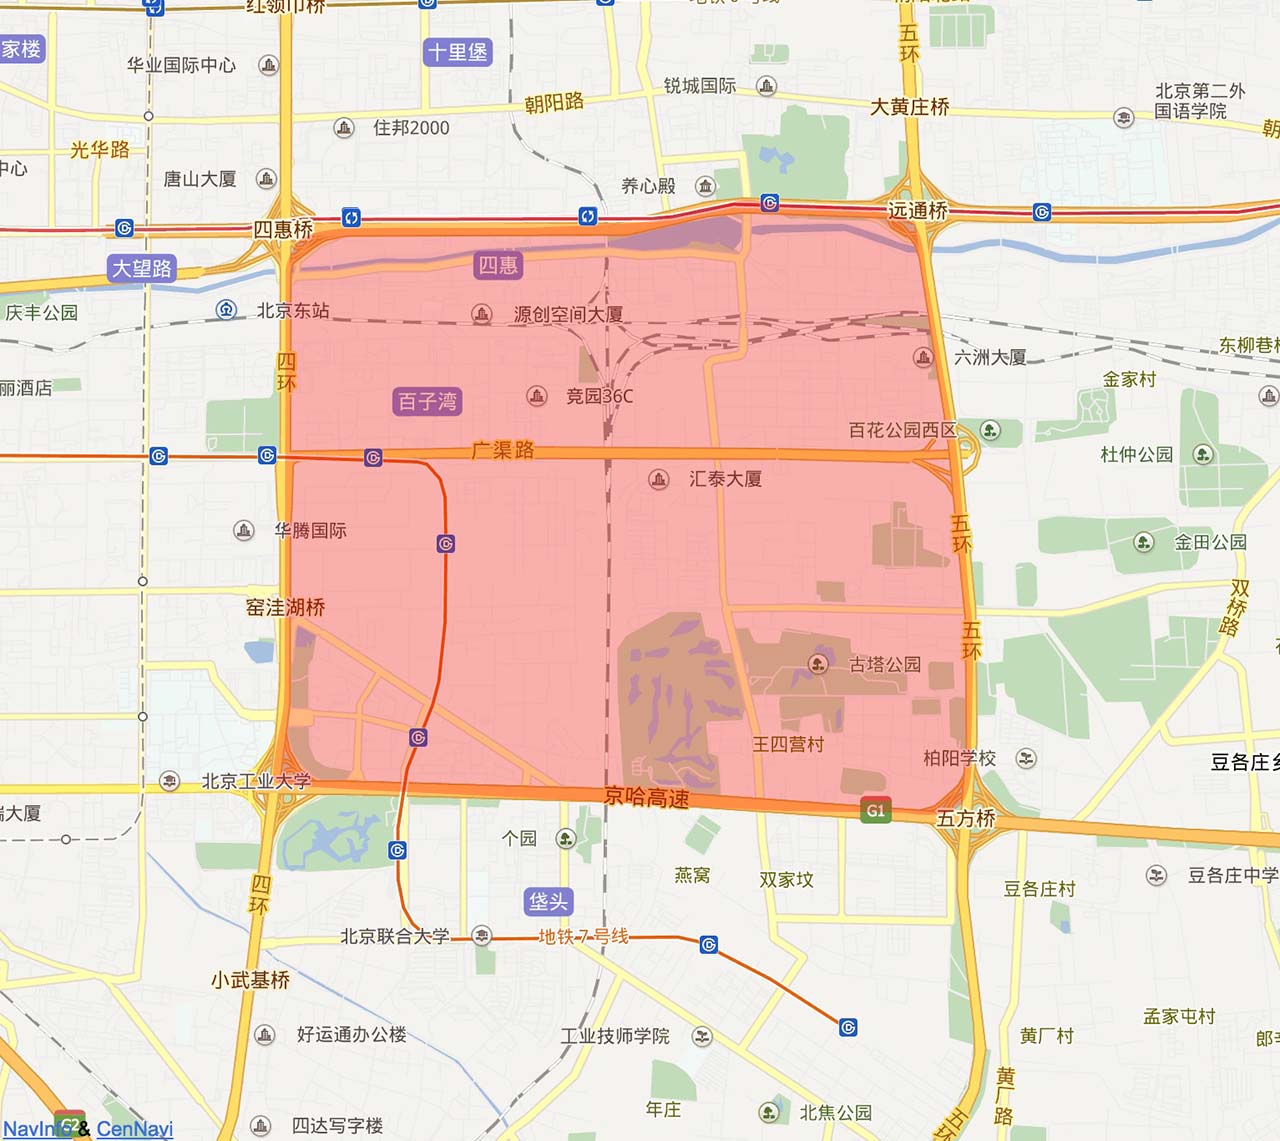 红领巾桥
五环
家楼
十里堡
华业国际中心
锐城国际
北京第二外
国语学院
朝阳路
大黄庄桥
住邦2000
朝
光华路
中心
唐山大厦
养心殿
四惠桥
远通桥
大望路
四惠
庆丰公园
北京东站
源创空间大厦
六洲大厦
东柳巷村
四环
丽酒店
百子湾
竞园36C
金家村
百花公园西区
广渠路
杜仲公园
汇泰大厦
华腾国际
五环
金田公园
窑洼湖桥
双桥路
五环
古塔公园
王四营村
柏阳学校
豆各庄乡
北京工业大学
京哈高速
G1
五方桥
大厦
个园
燕窝
双家坟
豆各庄村
豆各庄中学
四环
垡头
北京联合大学
地铁7号线
小武基桥
好运通办公楼
工业技师学院
黄厂村
孟家屯村
黄厂路
年庄
北焦公园
四达写字楼
五环
NavInfo & CenNavi